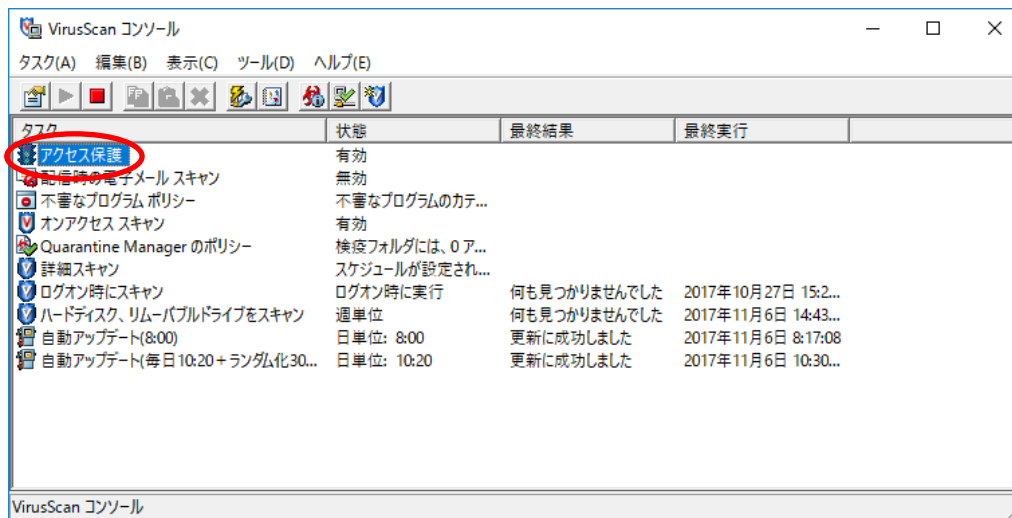 VirusScan コンソール
タスク(A) 編集(B) 表示(C) ツール(D) ヘルプ(E)
タスク 状態 最終結果 最終実行
アクセス保護 有効
配信時の電子メール スキャン 無効
不審なプログラム ポリシー 不審なプログラムのカテ...
オンアクセス スキャン 有効
Quarantine Manager のポリシー 検疫フォルダには、0 ア...
詳細スキャン スケジュールが設定され...
ログオン時にスキャン ログオン時に実行 何も見つかりませんでした 2017年10月27日 15:2...
ハードディスク、リムーバブルドライブをスキャン 週単位 何も見つかりませんでした 2017年11月6日 14:43...
自動アップデート(8:00) 日単位: 8:00 更新に成功しました 2017年11月6日 8:17:08
自動アップデート(毎日10:20+ランダム化30... 日単位: 10:20 更新に成功しました 2017年11月6日 10:30...
VirusScan コンソール